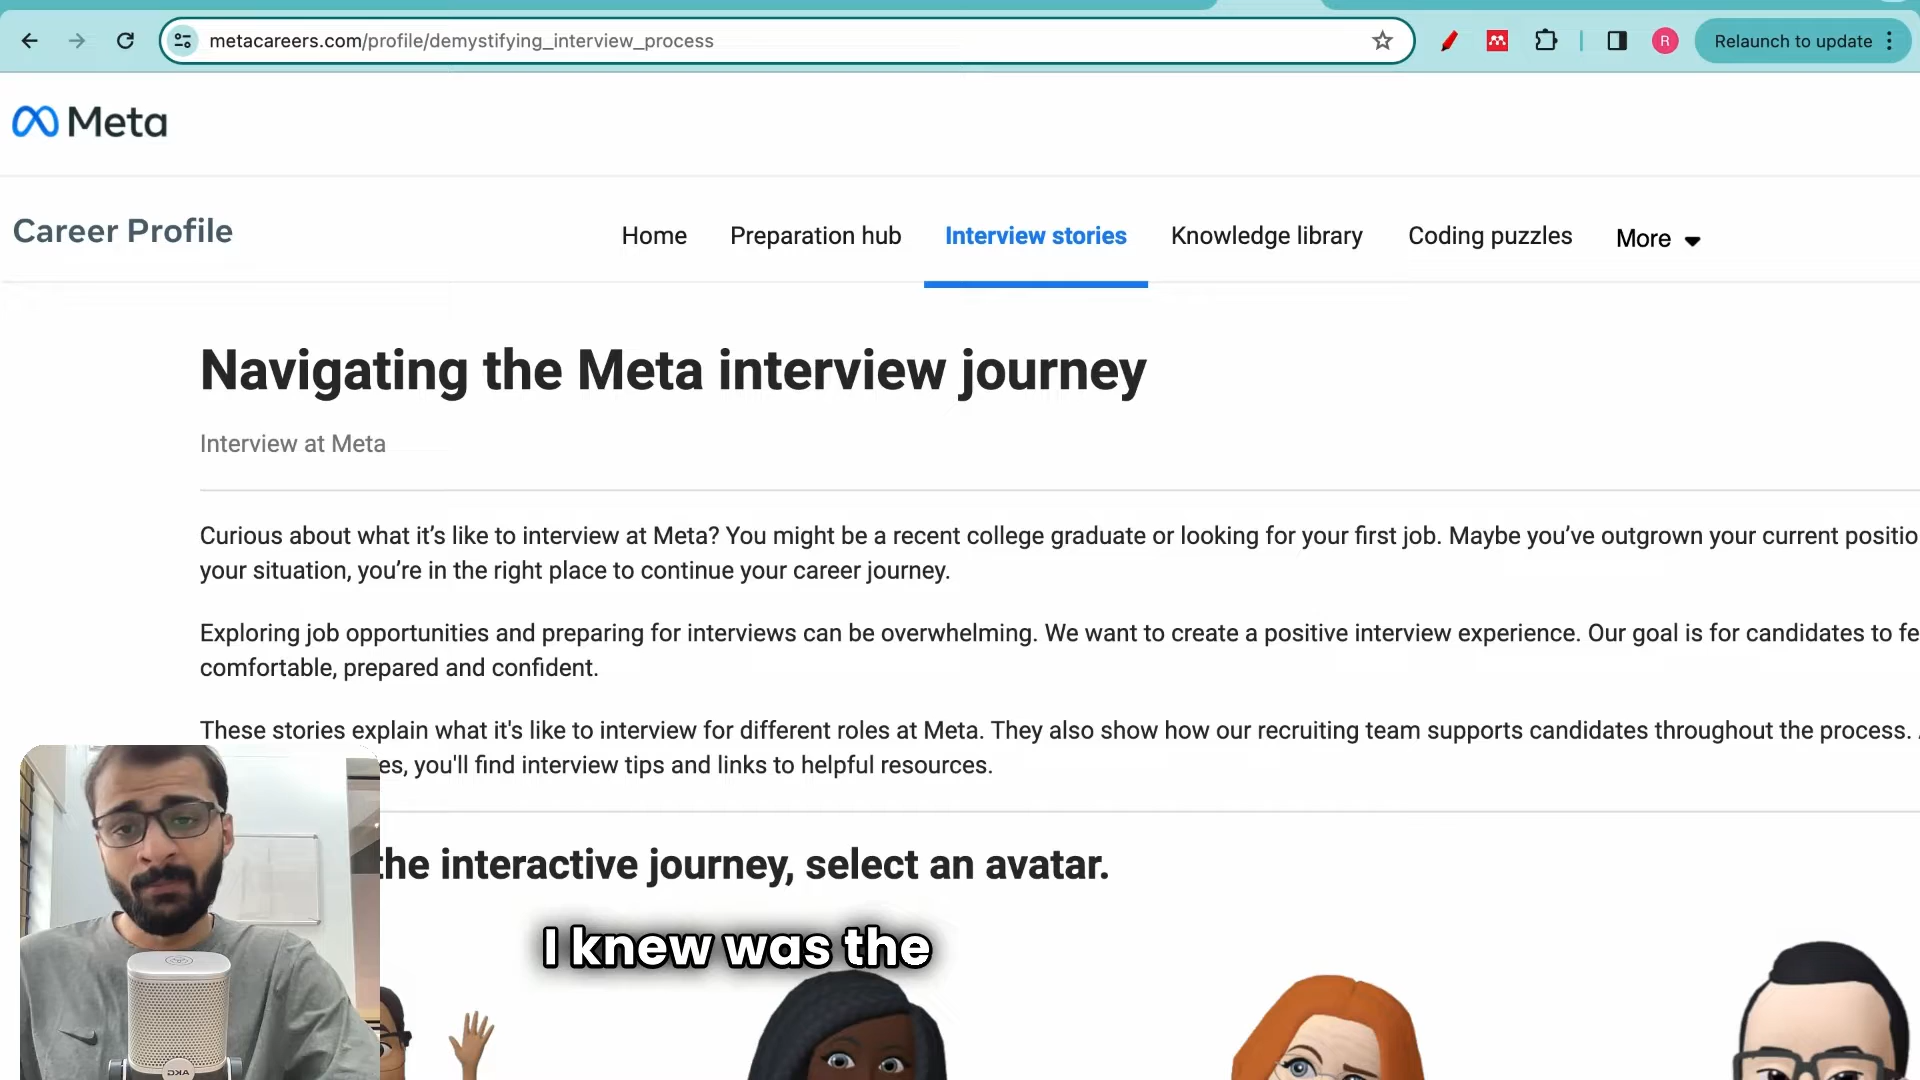 metacareers.com/profile/demystifying_interview_process
R
Relaunch to update
Meta
Career Profile
Home
Preparation hub
Interview stories
Knowledge library
Coding puzzles
More
Navigating the Meta interview journey
Interview at Meta
Curious about what it’s like to interview at Meta? You might be a recent college graduate or looking for your first job. Maybe you’ve outgrown your current positio
your situation, you’re in the right place to continue your career journey.
Exploring job opportunities and preparing for interviews can be overwhelming. We want to create a positive interview experience. Our goal is for candidates to fe
comfortable, prepared and confident.
These stories explain what it's like to interview for different roles at Meta. They also show how our recruiting team supports candidates throughout the process.
es, you'll find interview tips and links to helpful resources.
the interactive journey, select an avatar.
I knew was the
AKG